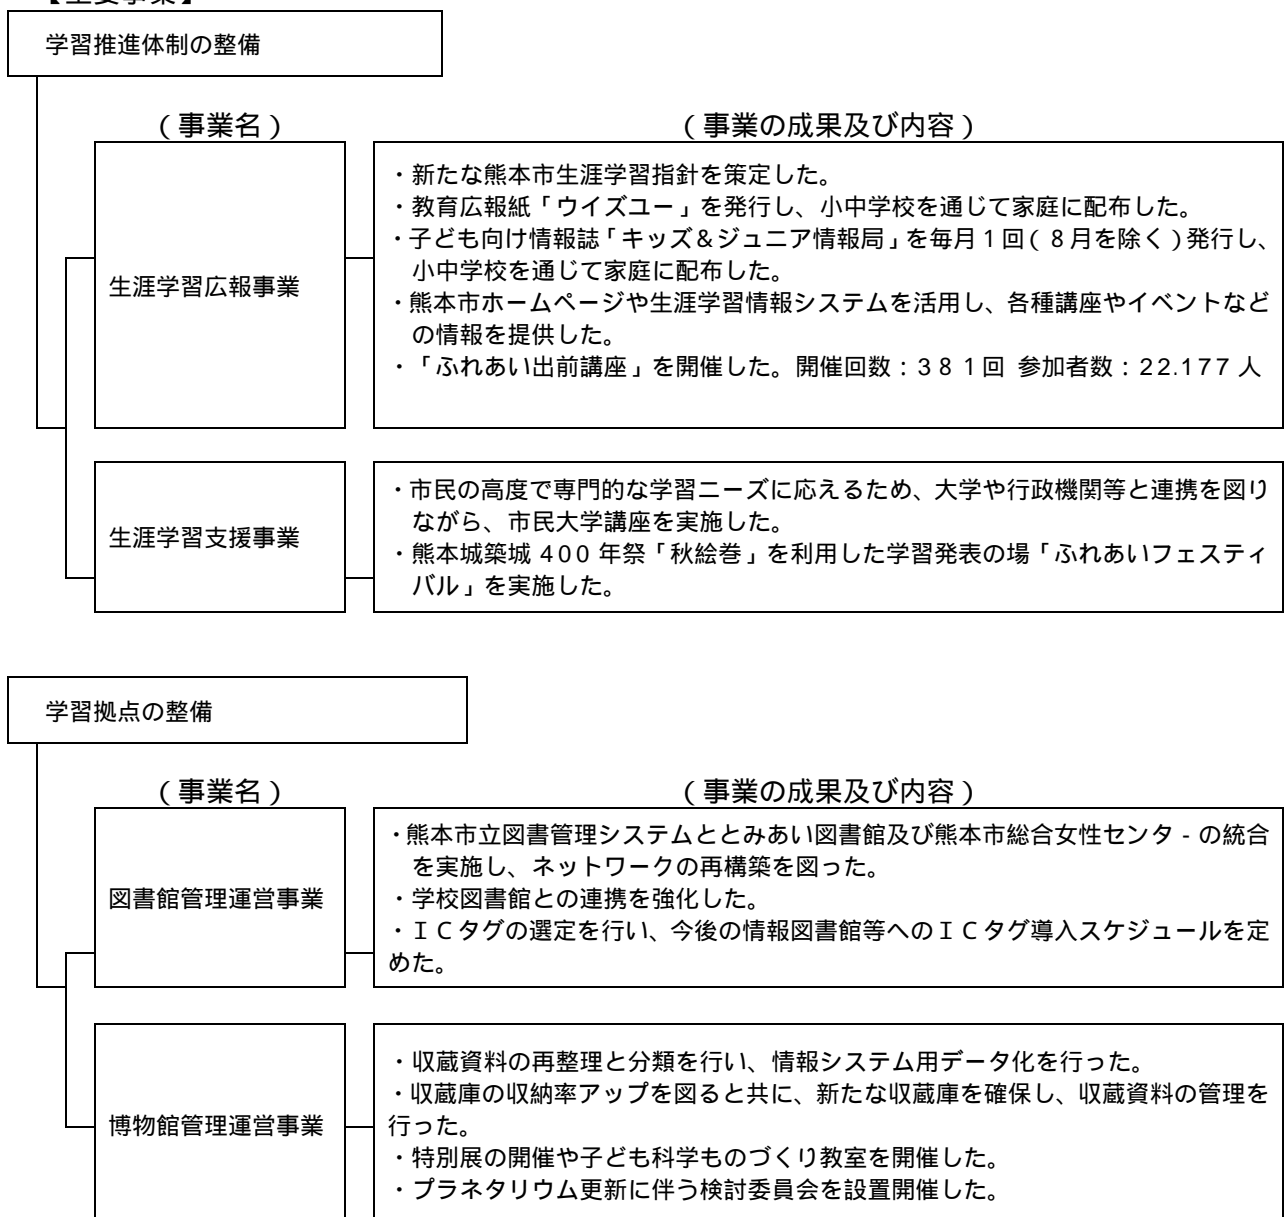 【主要事業】
学習推進体制の整備
（事業名）
（事業の成果及び内容）
生涯学習広報事業
・新たな熊本市生涯学習指針を策定した。
・教育広報紙「ウイズユー」を発行し、小中学校を通じて家庭に配布した。
・子ども向け情報誌「キッズ＆ジュニア情報局」を毎月１回（８月を除く）発行し、
小中学校を通じて家庭に配布した。
・熊本市ホームページや生涯学習情報システムを活用し、各種講座やイベントなど
の情報を提供した。
・「ふれあい出前講座」を開催した。開催回数：３８１回 参加者数：22.177 人
生涯学習支援事業
・市民の高度で専門的な学習ニーズに応えるため、大学や行政機関等と連携を図り
ながら、市民大学講座を実施した。
・熊本城築城 400 年祭「秋絵巻」を利用した学習発表の場「ふれあいフェスティ
バル」を実施した。
学習拠点の整備
（事業名）
（事業の成果及び内容）
図書館管理運営事業
・熊本市立図書管理システムととみあい図書館及び熊本市総合女性センタ‐の統合
を実施し、ネットワークの再構築を図った。
・学校図書館との連携を強化した。
・ＩＣタグの選定を行い、今後の情報図書館等へのＩＣタグ導入スケジュールを定
めた。
博物館管理運営事業
・収蔵資料の再整理と分類を行い、情報システム用データ化を行った。
・収蔵庫の収納率アップを図ると共に、新たな収蔵庫を確保し、収蔵資料の管理を
行った。
・特別展の開催や子ども科学ものづくり教室を開催した。
・プラネタリウム更新に伴う検討委員会を設置開催した。